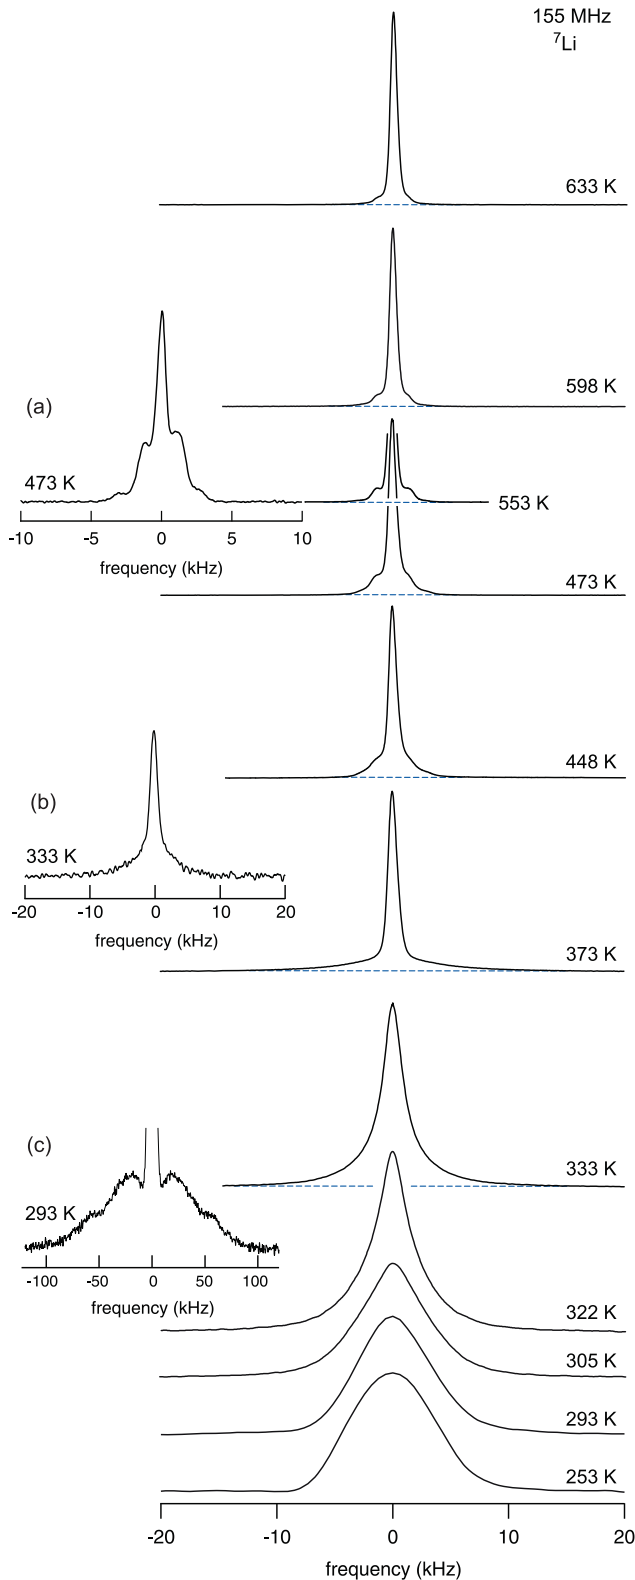 155 MHz
⁷Li
633 K
598 K
(a)
473 K
-10 -5 0 5 10
frequency (kHz)
553 K
473 K
448 K
(b)
333 K
-20 -10 0 10 20
frequency (kHz)
373 K
333 K
(c)
293 K
-100 -50 0 50 100
frequency (kHz)
322 K
305 K
293 K
253 K
-20 -10 0 10 20
frequency (kHz)